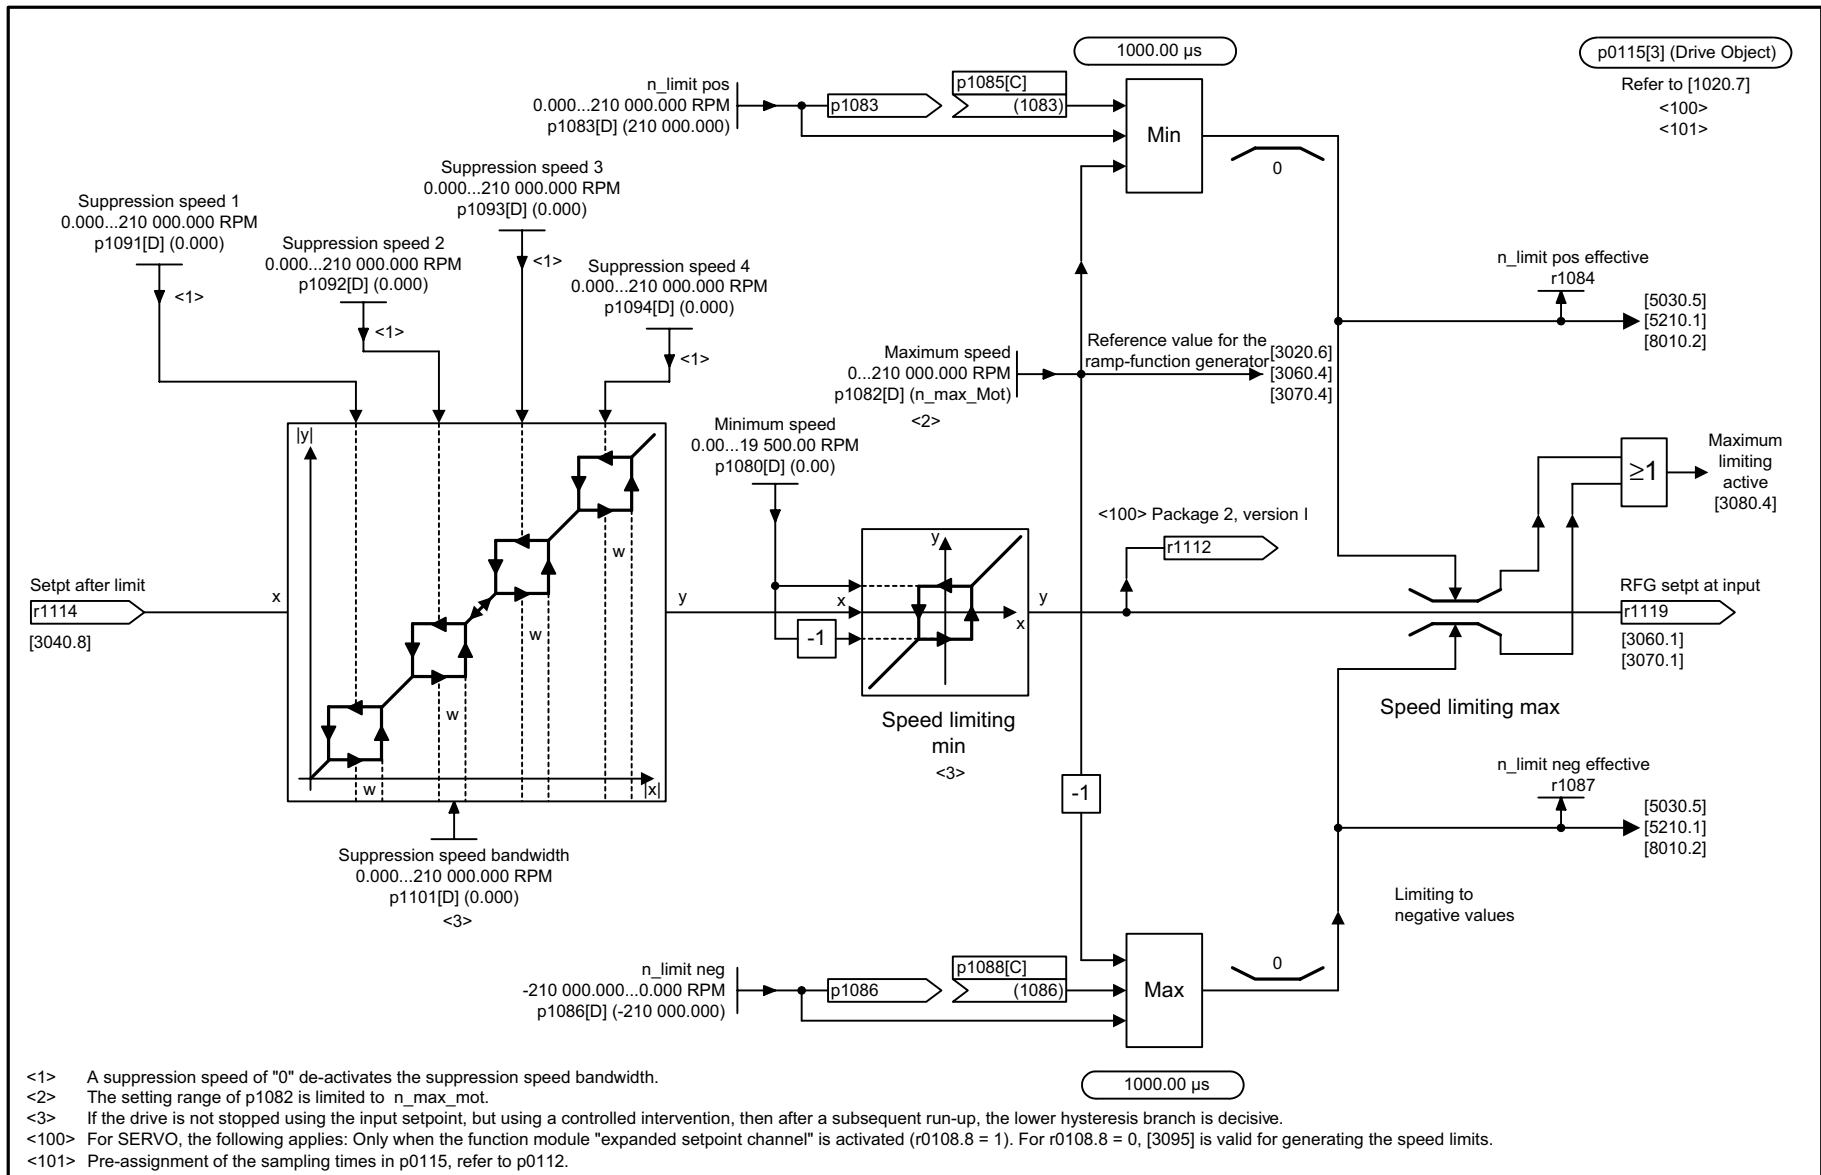 1000.00 µs
p0115[3] (Drive Object)
Refer to [1020.7]
<100>
<101>
n_limit pos
0.000...210 000.000 RPM
p1083[D] (210 000.000)
p1083
p1085[C]
(1083)
Min
0
Suppression speed 1
0.000...210 000.000 RPM
p1091[D] (0.000)
<1>
Suppression speed 2
0.000...210 000.000 RPM
p1092[D] (0.000)
<1>
Suppression speed 3
0.000...210 000.000 RPM
p1093[D] (0.000)
<1>
Suppression speed 4
0.000...210 000.000 RPM
p1094[D] (0.000)
<1>
n_limit pos effective
r1084
[5030.5]
[5210.1]
[8010.2]
Maximum speed
0...210 000.000 RPM
p1082[D] (n_max_Mot)
<2>
Reference value for the
ramp-function generator
[3020.6]
[3060.4]
[3070.4]
Minimum speed
0.00...19 500.00 RPM
p1080[D] (0.00)
|y|
w
w
w
w
|x|
Setpt after limit
r1114
[3040.8]
x
y
x
-1
y
x
y
Speed limiting
min
<3>
<100> Package 2, version I
r1112
≥1
Maximum
limiting
active
[3080.4]
RFG setpt at input
r1119
[3060.1]
[3070.1]
Speed limiting max
-1
n_limit neg effective
r1087
[5030.5]
[5210.1]
[8010.2]
Suppression speed bandwidth
0.000...210 000.000 RPM
p1101[D] (0.000)
<3>
Limiting to
negative values
n_limit neg
-210 000.000...0.000 RPM
p1086[D] (-210 000.000)
p1086
p1088[C]
(1086)
Max
0
1000.00 µs
<1> A suppression speed of "0" de-activates the suppression speed bandwidth.
<2> The setting range of p1082 is limited to n_max_mot.
<3> If the drive is not stopped using the input setpoint, but using a controlled intervention, then after a subsequent run-up, the lower hysteresis branch is decisive.
<100> For SERVO, the following applies: Only when the function module "expanded setpoint channel" is activated (r0108.8 = 1). For r0108.8 = 0, [3095] is valid for generating the speed limits.
<101> Pre-assignment of the sampling times in p0115, refer to p0112.